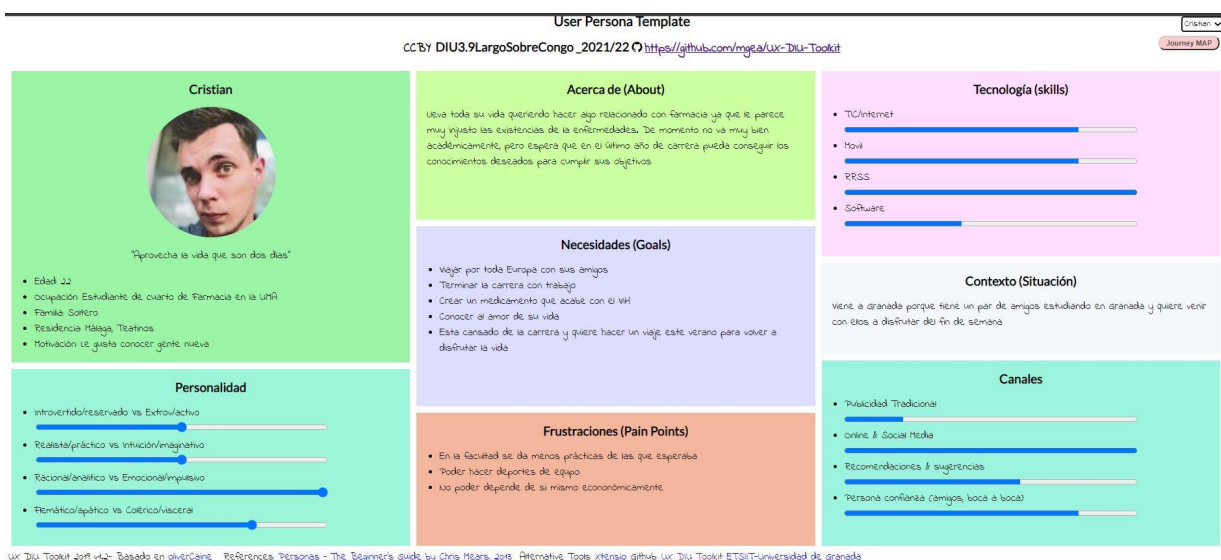 User Persona Template
Cristian
CCBY DIU3.9LargoSobreCongo _2021/22 https//github.com/mgea/UX-DIU-Toolkit
Journey MAP
Cristian
"Aprovecha la vida que son dos días"
Edad 22
Ocupación Estudiante de cuarto de Farmacia en la UMA
Familia Soltero
Residencia Málaga, Teatinos
Motivación Le gusta conocer gente nueva
Personalidad
Introvertido/reservado Vs Extrov/activo
Realista/práctico Vs Intuición/imaginativo
Racional/analítico Vs Emocional/impulsivo
Flemático/apático Vs Colérico/visceral
Acerca de (About)
Lleva toda su vida queriendo hacer algo relacionado con farmacia ya que le parece
muy injusto las existencias de la enfermedades. De momento no va muy bien
académicamente, pero espera que en el último año de carrera pueda conseguir los
conocimientos deseados para cumplir sus objetivos
Necesidades (Goals)
Viajar por toda Europa con sus amigos
Terminar la carrera con trabajo
Crear un medicamento que acabe con el VIH
Conocer al amor de su vida
Esta cansado de la carrera y quiere hacer un viaje este verano para volver a
disfrutar la vida
Frustraciones (Pain Points)
En la facultad se da menos prácticas de las que esperaba
Poder hacer deportes de equpo
No poder depende de si mismo econonómicamente
Tecnología (skills)
TIC/Internet
Movil
RRSS
Software
Contexto (Situación)
Viene a Granada porque tiene un par de amigos estudiando en Granada y quiere venir
con ellos a disfrutar del fin de semana
Canales
Publicidad Tradicional
Online & Social Media
Recomendaciones & sugerencias
Persona confianza (amigos, boca a boca)
UX DIU Toolkit 2019 v1.2- Basado en OliverCaine References: Personas - The Beginner's Guide by Chris Mears, 2013 Alternative Tools: Xtensio Github: UX DIU Toolkit ETSIIT-Universidad de Granada